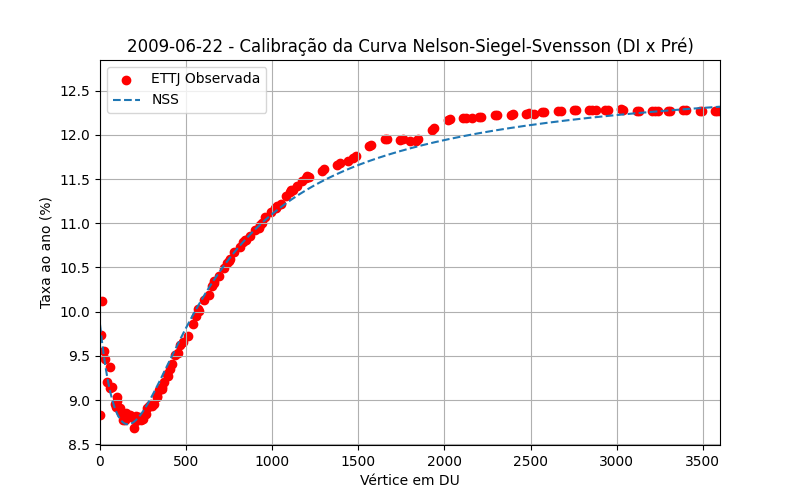 2009-06-22 - Calibração da Curva Nelson-Siegel-Svensson (DI x Pré)
ETTJ Observada
NSS
Taxa ao ano (%)
12.5
12.0
11.5
11.0
10.5
10.0
9.5
9.0
8.5
0 500 1000 1500 2000 2500 3000 3500
Vértice em DU